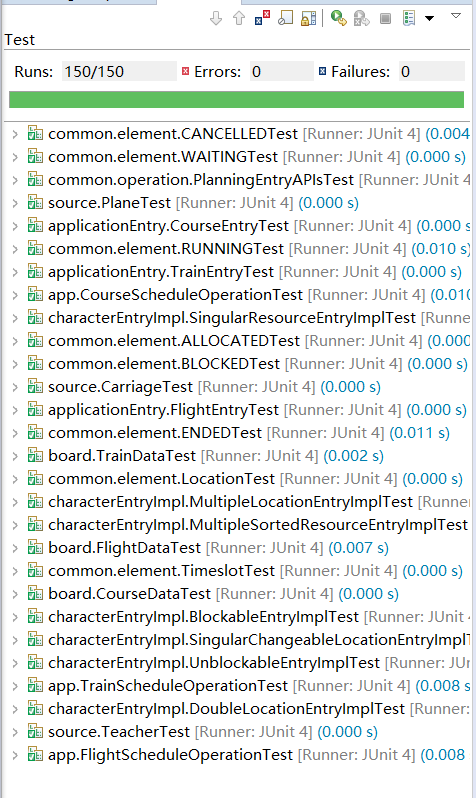 Test
Runs: 150/150 Errors: 0 Failures: 0
common.element.CANCELLEDTest [Runner: JUnit 4] (0.004
common.element.WAITINGTest [Runner: JUnit 4] (0.000 s)
common.operation.PlanningEntryAPIsTest [Runner: JUnit 4]
source.PlaneTest [Runner: JUnit 4] (0.000 s)
applicationEntry.CourseEntryTest [Runner: JUnit 4] (0.000 s
common.element.RUNNINGTest [Runner: JUnit 4] (0.010 s)
applicationEntry.TrainEntryTest [Runner: JUnit 4] (0.000 s)
app.CourseScheduleOperationTest [Runner: JUnit 4] (0.010
characterEntryImpl.SingularResourceEntryImplTest [Runner:
common.element.ALLOCATEDTest [Runner: JUnit 4] (0.000
common.element.BLOCKEDTest [Runner: JUnit 4] (0.000 s)
source.CarriageTest [Runner: JUnit 4] (0.000 s)
applicationEntry.FlightEntryTest [Runner: JUnit 4] (0.000 s)
common.element.ENDEDTest [Runner: JUnit 4] (0.011 s)
board.TrainDataTest [Runner: JUnit 4] (0.002 s)
common.element.LocationTest [Runner: JUnit 4] (0.000 s)
characterEntryImpl.MultipleLocationEntryImplTest [Runner:
characterEntryImpl.MultipleSortedResourceEntryImplTest
board.FlightDataTest [Runner: JUnit 4] (0.007 s)
common.element.TimeslotTest [Runner: JUnit 4] (0.000 s)
board.CourseDataTest [Runner: JUnit 4] (0.000 s)
characterEntryImpl.BlockableEntryImplTest [Runner: JUnit 4
characterEntryImpl.SingularChangeableLocationEntryImplT
characterEntryImpl.UnblockableEntryImplTest [Runner: JUn
app.TrainScheduleOperationTest [Runner: JUnit 4] (0.008 s
characterEntryImpl.DoubleLocationEntryImplTest [Runner:
source.TeacherTest [Runner: JUnit 4] (0.000 s)
app.FlightScheduleOperationTest [Runner: JUnit 4] (0.008